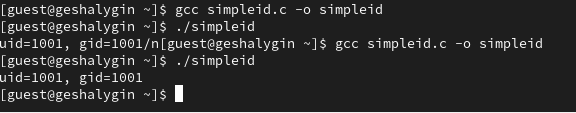 [guest@geshalygin ~]$ gcc simpleid.c -o simpleid
[guest@geshalygin ~]$ ./simpleid
uid=1001, gid=1001/n[guest@geshalygin ~]$ gcc simpleid.c -o simpleid
[guest@geshalygin ~]$ ./simpleid
uid=1001, gid=1001
[guest@geshalygin ~]$